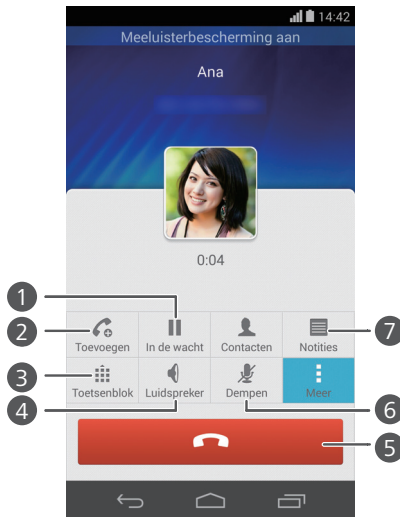 14:42
Meeluisterbescherming aan
Ana
0:04
1
2
7
Toevoegen In de wacht Contacten Notities
3
Toetsenblok Luidspreker Dempen Meer
4
6
5